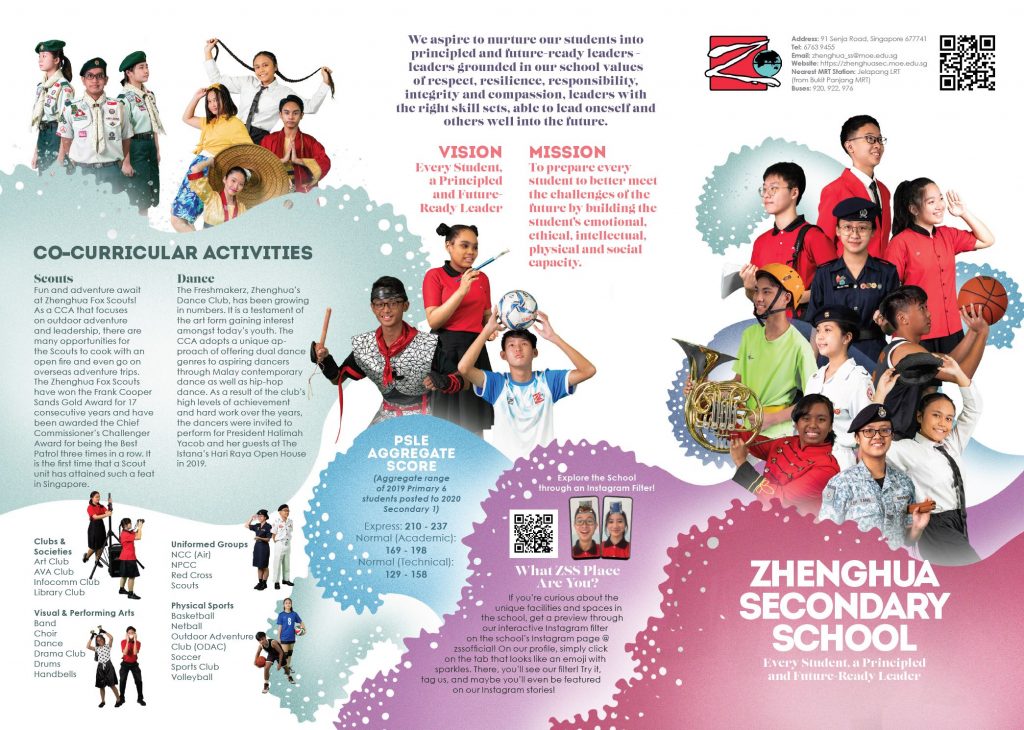 We aspire to nurture our students into
principled and future-ready leaders -
leaders grounded in our school values
of respect, resilience, responsibility,
integrity and compassion, leaders with
the right skill sets, able to lead oneself and
others well into the future.
VISION
Every Student,
a Principled
and Future-
Ready Leader
MISSION
To prepare every
student to better meet
the challenges of the
future by building the
student's emotional,
ethical, intellectual,
physical and social
capacity.
Address: 91 Senja Road, Singapore 677741
Tel: 6763 9455
Email: zhenghua_ss@moe.edu.sg
Website: https://zhenghuasec.moe.edu.sg
Nearest MRT Station: Jelapang LRT
(from Bukit Panjang MRT)
Buses: 920, 922, 976
CO-CURRICULAR ACTIVITIES
Scouts
Fun and adventure await
at Zhenghua Fox Scouts!
As a CCA that focuses
on outdoor adventure
and leadership, there are
many opportunities for
the Scouts to cook with an
open fire and even go on
overseas adventure trips.
The Zhenghua Fox Scouts
have won the Frank Cooper
Sands Gold Award for 17
consecutive years and have
been awarded the Chief
Commissioner's Challenger
Award for being the Best
Patrol three times in a row. It
is the first time that a Scout
unit has attained such a feat
in Singapore.
Dance
The Freshmakerz, Zhenghua's
Dance Club, has been growing
in numbers. It is a testament of
the art form gaining interest
amongst today's youth. The
CCA adopts a unique ap-
proach of offering dual dance
genres to aspiring dancers
through Malay contemporary
dance as well as hip-hop
dance. As a result of the club's
high levels of achievement
and hard work over the years,
the dancers were invited to
perform for President Halimah
Yacob and her guests at The
Istana's Hari Raya Open House
in 2019.
Clubs &
Societies
Art Club
AVA Club
Infocomm Club
Library Club
Visual & Performing Arts
Band
Choir
Dance
Drama Club
Drums
Handbells
Uniformed Groups
NCC (Air)
NPCC
Red Cross
Scouts
Physical Sports
Basketball
Netball
Outdoor Adventure
Club (ODAC)
Soccer
Sports Club
Volleyball
PSLE
AGGREGATE
SCORE
(Aggregate range
of 2019 Primary 6
students posted to 2020
Secondary 1)
Express: 210 - 237
Normal (Academic):
169 - 198
Normal (Technical):
129 - 158
Explore the School
through an Instagram Filter!
What ZSS Place
Are You?
If you're curious about the
unique facilities and spaces in
the school, get a preview through
our interactive Instagram filter
on the school's Instagram page @
zssofficial! On our profile, simply click
on the tab that looks like an emoji with
sparkles. There, you'll see our filter! Try it,
tag us, and maybe you'll even be featured
on our Instagram stories!
ZHENGHUA
SECONDARY
SCHOOL
Every Student, a Principled
and Future-Ready Leader